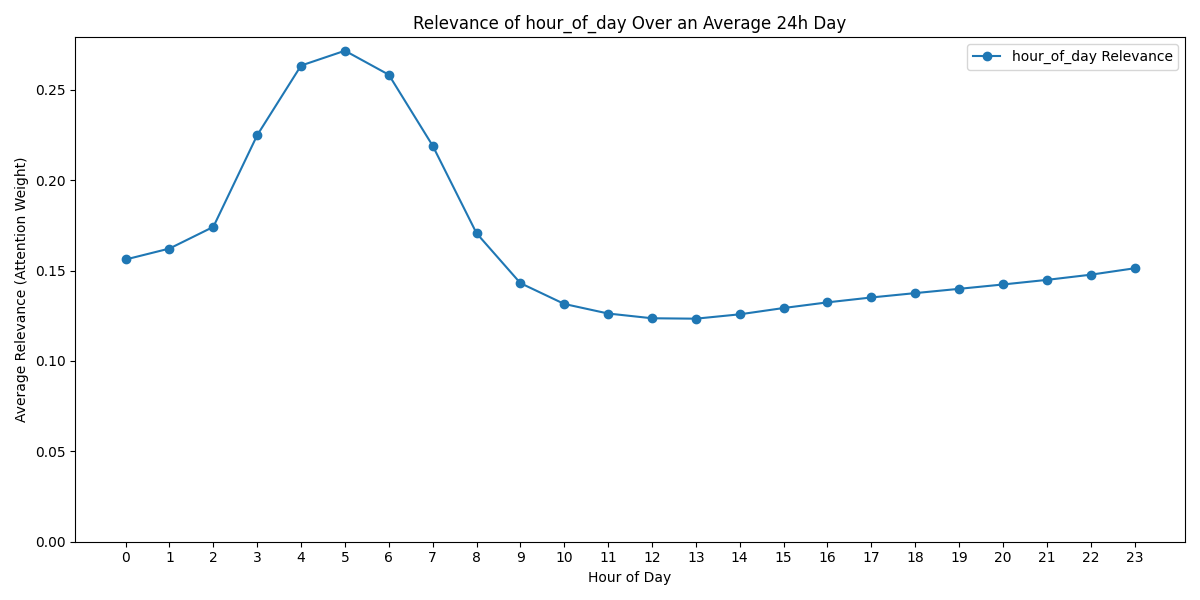 Relevance of hour_of_day Over an Average 24h Day
hour_of_day Relevance
Average Relevance (Attention Weight)
0.25
0.20
0.15
0.10
0.05
0.00
0 1 2 3 4 5 6 7 8 9 10 11 12 13 14 15 16 17 18 19 20 21 22 23
Hour of Day